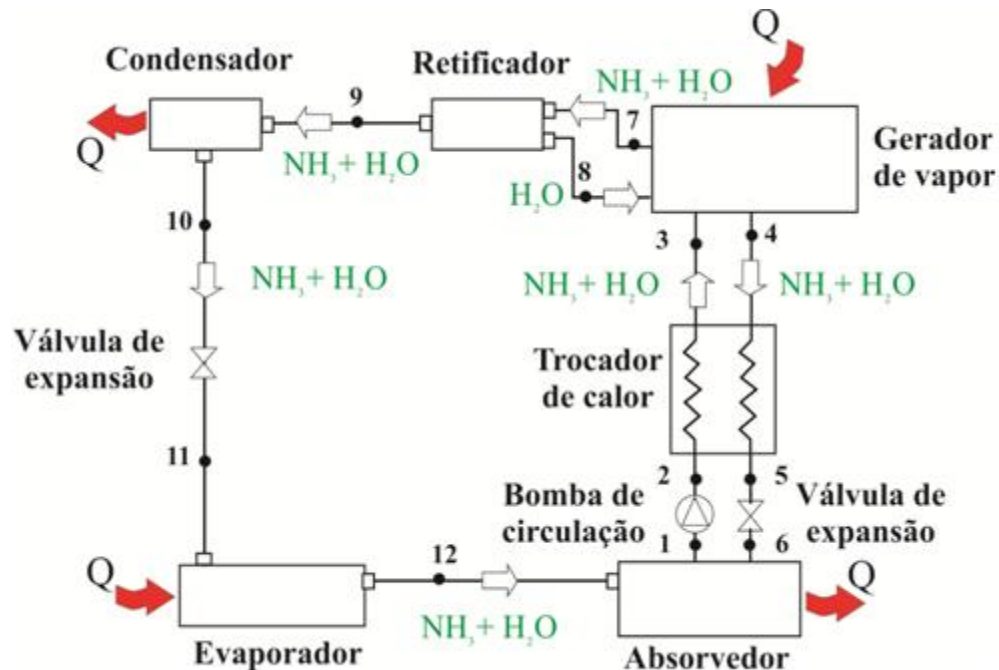 Q
Condensador
Retificador
NH₃ + H₂O
9
7
Gerador
de vapor
Q
NH₃ + H₂O
H₂O
8
10
3
4
NH₃ + H₂O
NH₃ + H₂O
NH₃ + H₂O
Válvula de
expansão
Trocador
de calor
11
2
5
Bomba de
circulação
Válvula de
expansão
1
6
12
Q
Q
NH₃ + H₂O
Evaporador
Absorvedor